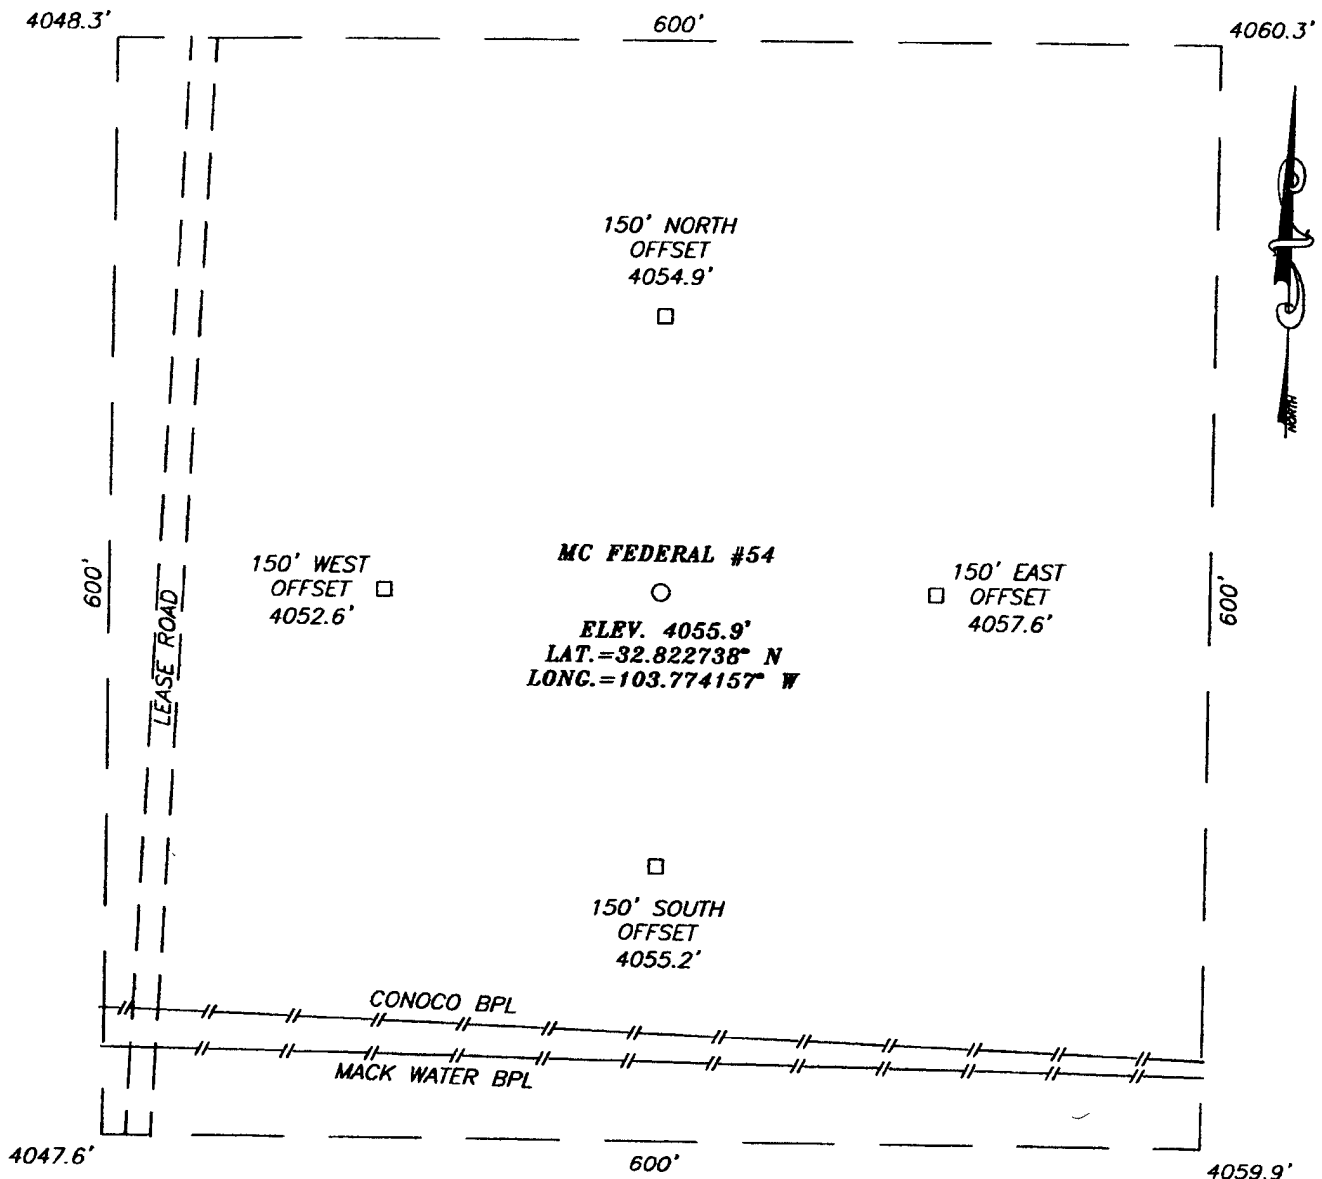 4048.3'
600'
4060.3'
150' NORTH
OFFSET
4054.9'
NORTH
150' WEST
OFFSET
4052.6'
MC FEDERAL #54
ELEV. 4055.9'
LAT.=32.822738° N
LONG.=103.774157° W
150' EAST
OFFSET
4057.6'
600'
600'
LEASE ROAD
150' SOUTH
OFFSET
4055.2'
CONOCO BPL
MACK WATER BPL
4047.6'
600'
4059.9'